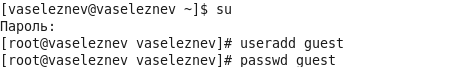 [vaseleznev@vaseleznev ~]$ su
Пароль:
[root@vaseleznev vaseleznev]# useradd guest
[root@vaseleznev vaseleznev]# passwd guest